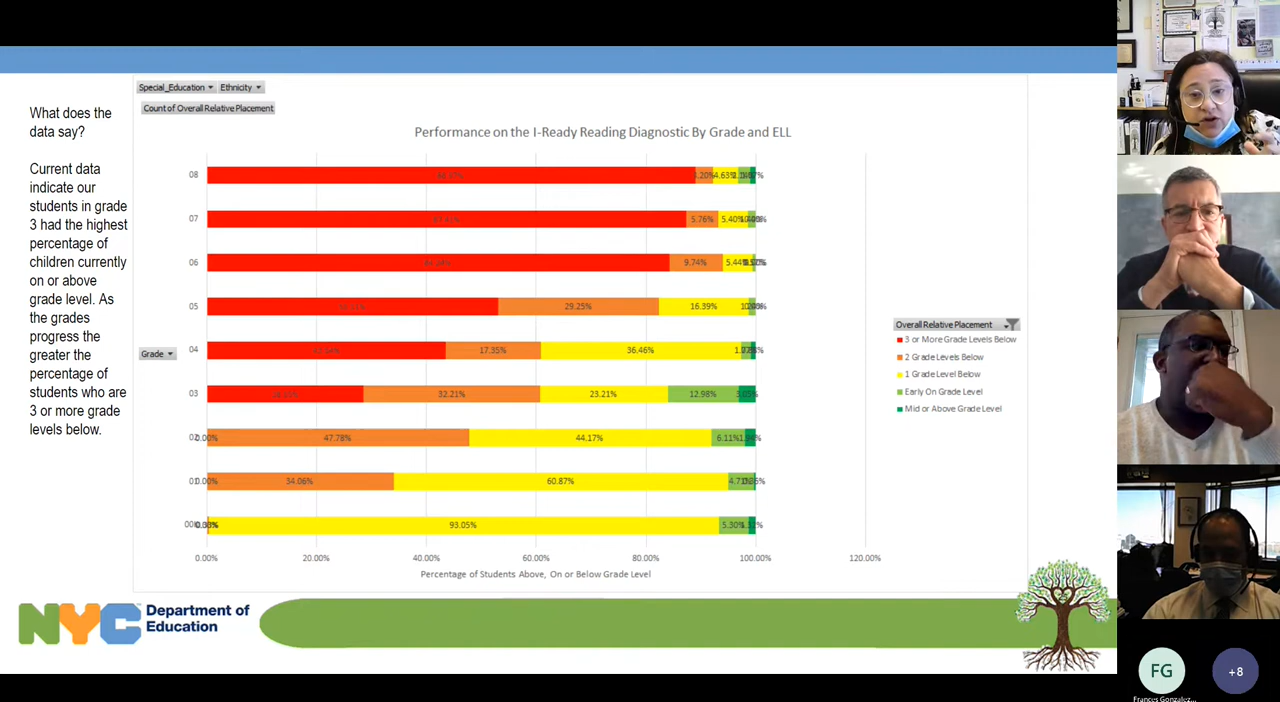 Special_Education Ethnicity
Count of Overall Relative Placement
What does the
data say?
Current data
indicate our
students in grade
3 had the highest
percentage of
children currently
on or above
grade level. As
the grades
progress the
greater the
percentage of
students who are
3 or more grade
levels below.
Performance on the I-Ready Reading Diagnostic By Grade and ELL
08 4.63%
07 5.76% 5.40%
06 9.74% 5.44%
05 29.25% 16.39%
04 17.35% 36.46%
03 32.21% 23.21% 12.98%
02 0.00% 47.78% 44.17% 6.11%
0.00% 34.06% 60.87%
93.05% 5.30%
Grade
0.00% 20.00% 40.00% 60.00% 80.00% 100.00% 120.00%
Percentage of Students Above, On or Below Grade Level
Overall Relative Placement
3 or More Grade Levels Below
2 Grade Levels Below
1 Grade Level Below
Early On Grade Level
Mid or Above Grade Level
NYC Department of
Education
FG
+8
Frances Gonzalez...